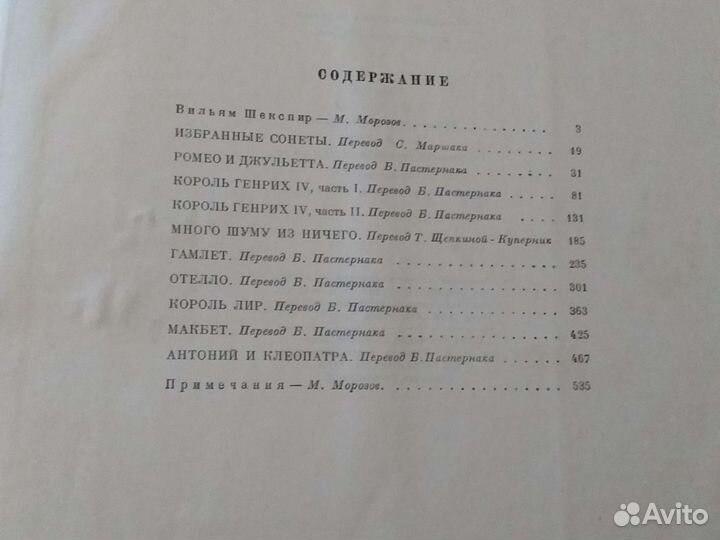 СОДЕРЖАНИЕ
Вильям Шекспир — М. Морозов. . . . . . . . . . . . . . . 3
ИЗБРАННЫЕ СОНЕТЫ. Перевод С. Маршака . . . . . . . . 19
РОМЕО И ДЖУЛЬЕТТА. Перевод Б. Пастернака . . . . . . . . 31
КОРОЛЬ ГЕНРИХ IV, часть I. Перевод Б. Пастернака . . . . . 81
КОРОЛЬ ГЕНРИХ IV, часть II. Перевод Б. Пастернака . . . . 131
МНОГО ШУМУ ИЗ НИЧЕГО. Перевод Т. Щепкиной-Куперник 185
ГАМЛЕТ. Перевод Б. Пастернака . . . . . . . . . . . . . . 235
ОТЕЛЛО. Перевод Б. Пастернака . . . . . . . . . . . . . . 301
КОРОЛЬ ЛИР. Перевод Б. Пастернака . . . . . . . . . . . . 363
МАКБЕТ. Перевод Б. Пастернака . . . . . . . . . . . . . . 425
АНТОНИЙ И КЛЕОПАТРА. Перевод Б. Пастернака . . . . . . 467
Примечания — М. Морозов. . . . . . . . . . . . . . . . . 535
Avito